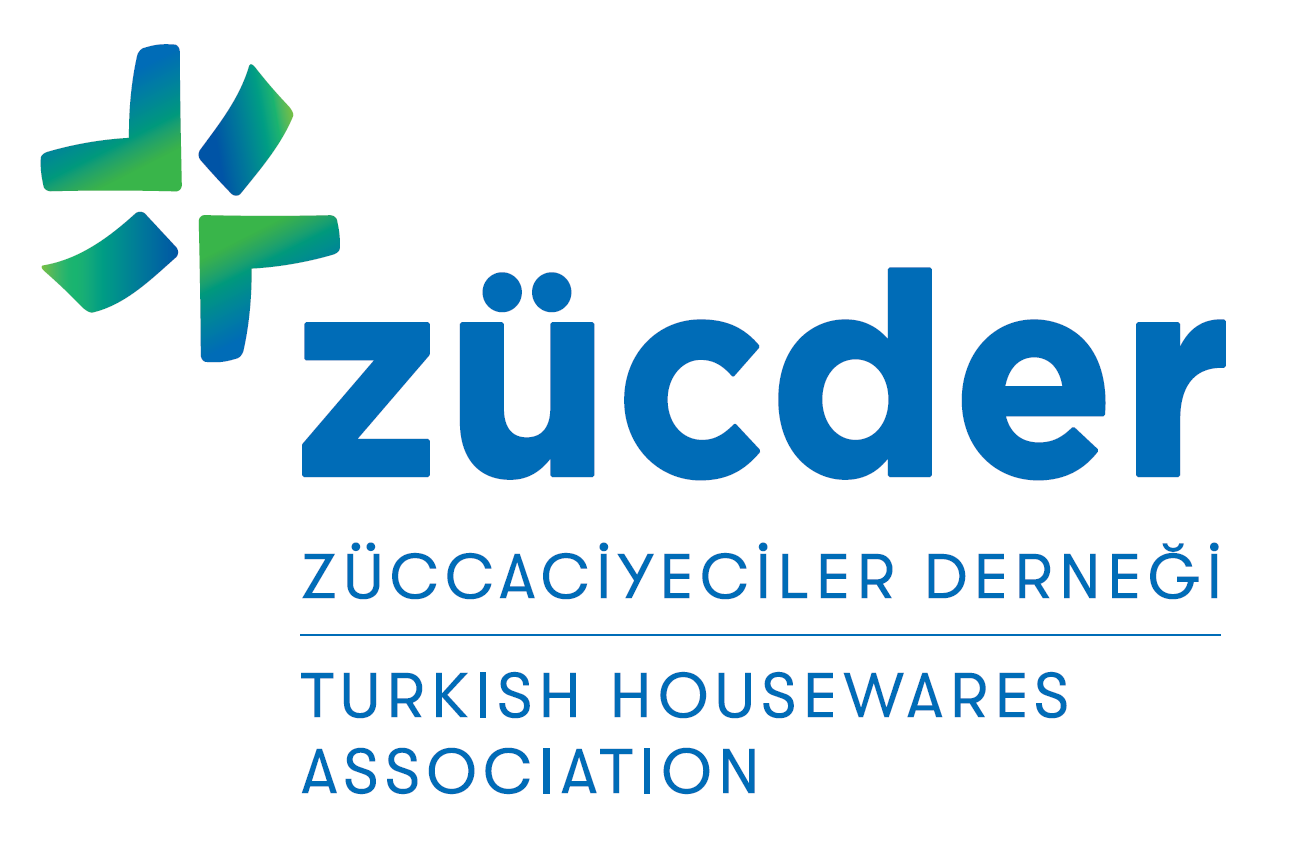 zücder
ZÜCCACİYECİLER DERNEĞİ
TURKISH HOUSEWARES
ASSOCIATION